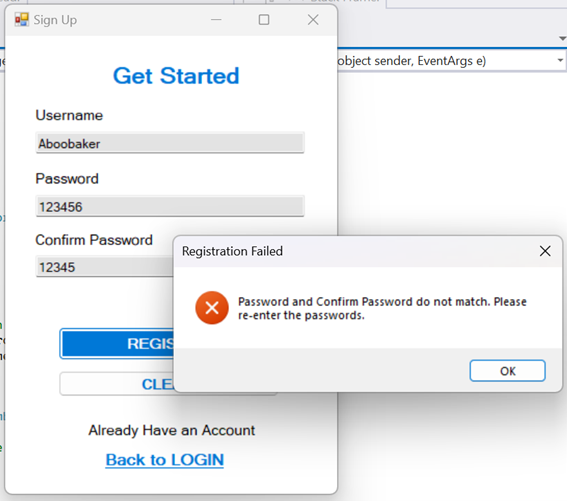 Sign Up
object sender, EventArgs e)
Get Started
Username
Aboobaker
Password
123456
Confirm Password
12345
Registration Failed
Password and Confirm Password do not match. Please
re-enter the passwords.
OK
REGIS
CLE
Already Have an Account
Back to LOGIN